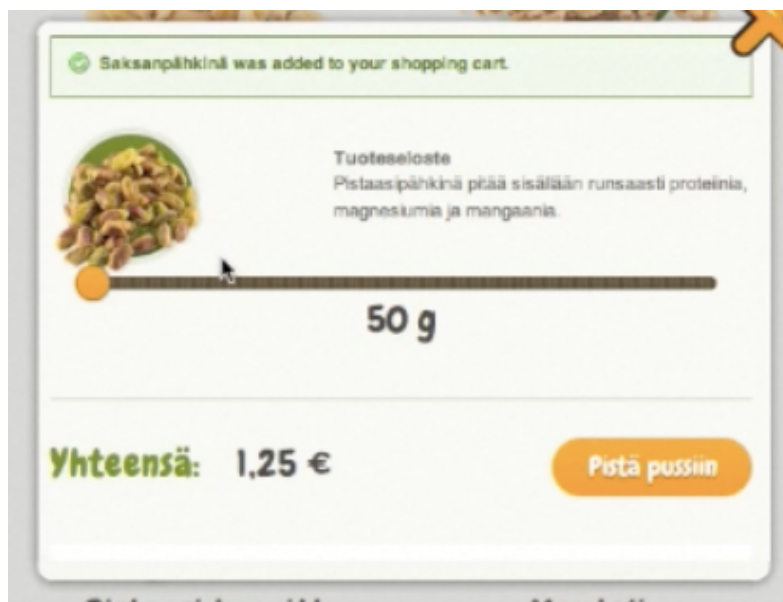 Saksanpähkinä was added to your shopping cart.
Tuoteseloste
Pistaasipähkinä pitää sisällään runsaasti proteiinia,
magnesiumia ja mangaania.
50 g
Yhteensä: 1,25 €
Pistä pussiin